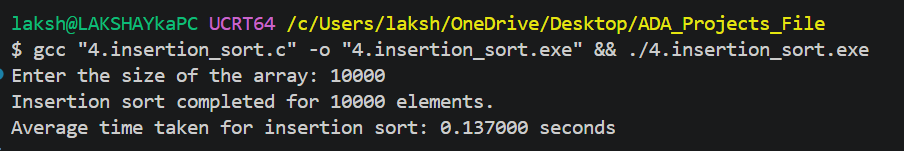 laksh@LAKSHAYkaPC UCRT64 /c/Users/laksh/OneDrive/Desktop/ADA_Projects_File
$ gcc "4.insertion_sort.c" -o "4.insertion_sort.exe" && ./4.insertion_sort.exe
Enter the size of the array: 10000
Insertion sort completed for 10000 elements.
Average time taken for insertion sort: 0.137000 seconds